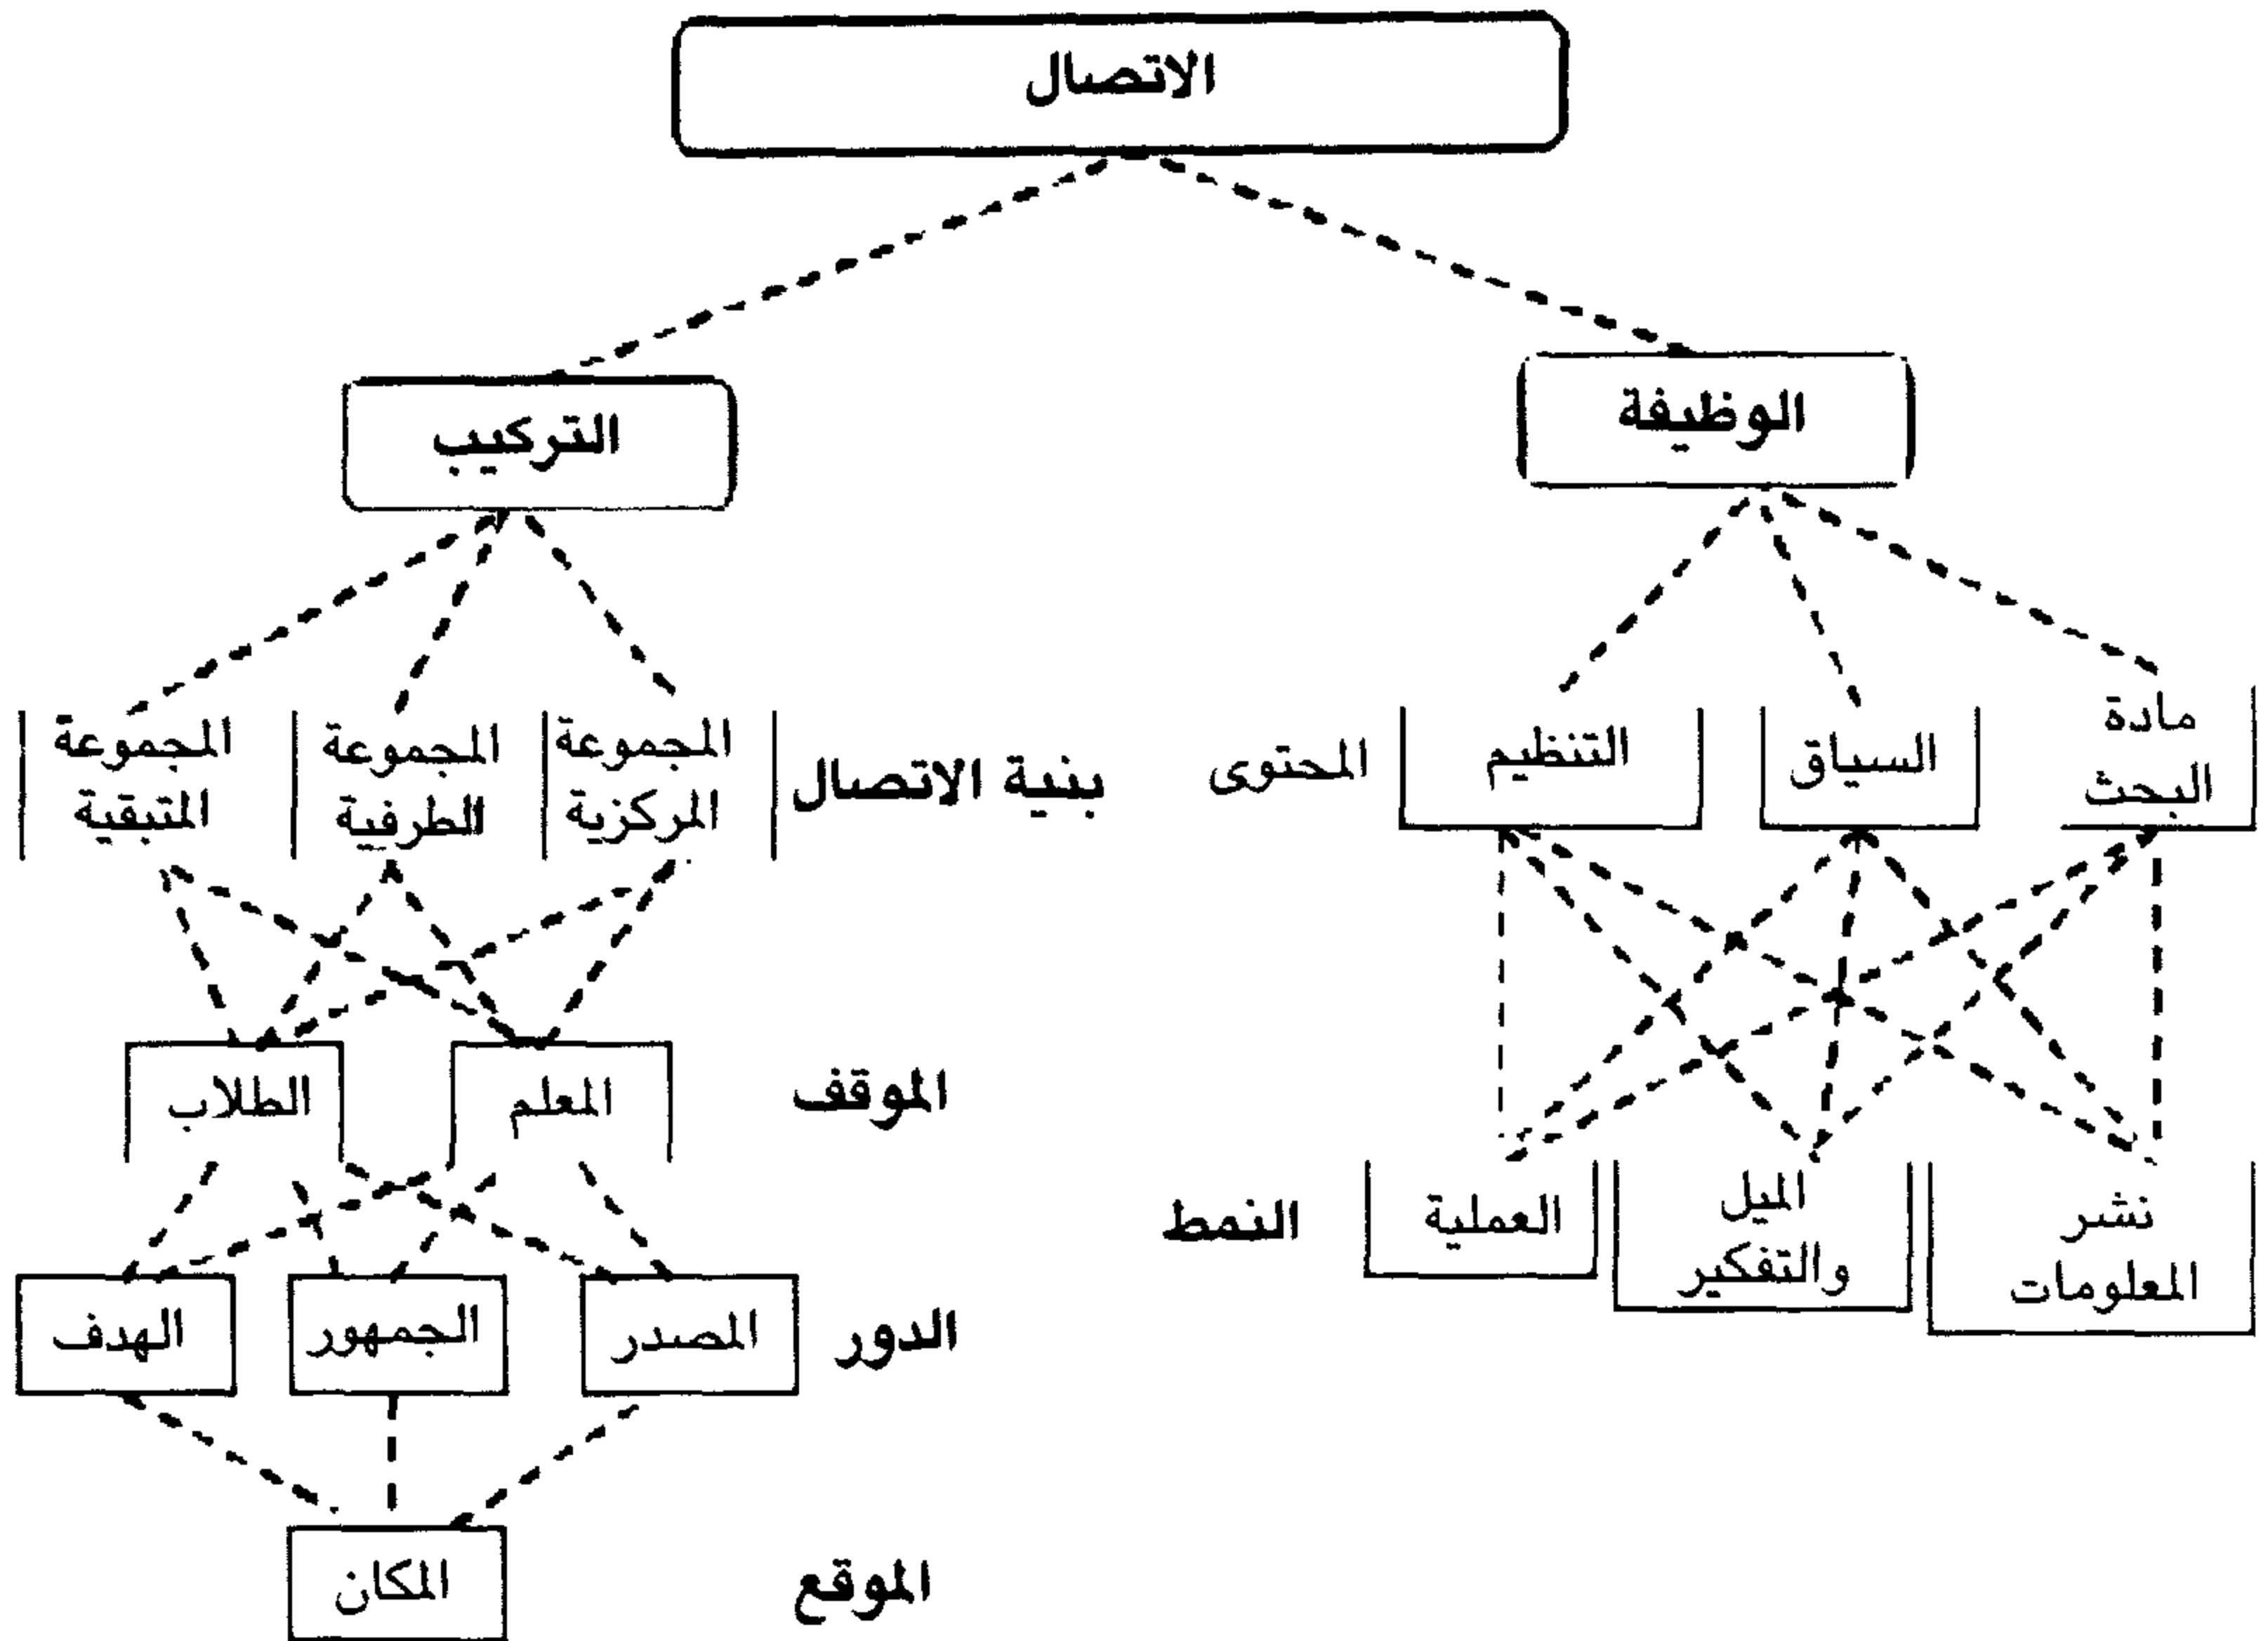 الاتصال
الوظيفة
التركيب
مادة
البحث
السياق
التنظيم
المحتوى
بنية الاتصال
المجموعة
المركزية
المجموعة
الطرفية
المجموعة
المتبقية
الموقف
المعلم
الطلاب
نشر
المعلومات
الميل
والتفكير
العملية
النمط
الدور
المصدر
الجمهور
الهدف
الموقع
المكان